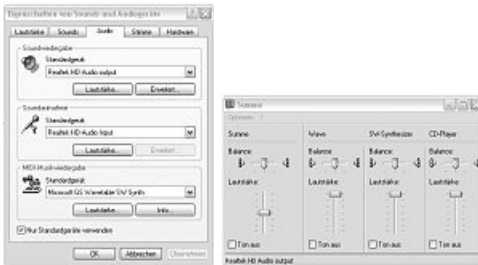 Eigenschaften von Sounds und Audiogeräte
Lautstärke Sounds Audio Stimme Hardware
Soundwiedergabe
Standardgerät:
Realtek HD Audio output
Lautstärke... Erweitert...
Soundaufnahme
Standardgerät:
Realtek HD Audio Input
Lautstärke... Erweitert...
MIDI-Musikwiedergabe
Standardgerät:
Microsoft GS Wavetable SW Synth
Lautstärke... Info...
Nur Standardgeräte verwenden
OK Abbrechen Übernehmen
Summe
Optionen ?
Summe Wave SW-Synthesizer CD-Player
Balance: Balance: Balance: Balance:
Lautstärke: Lautstärke: Lautstärke: Lautstärke:
Ton aus Ton aus Ton aus Ton aus
Realtek HD Audio output